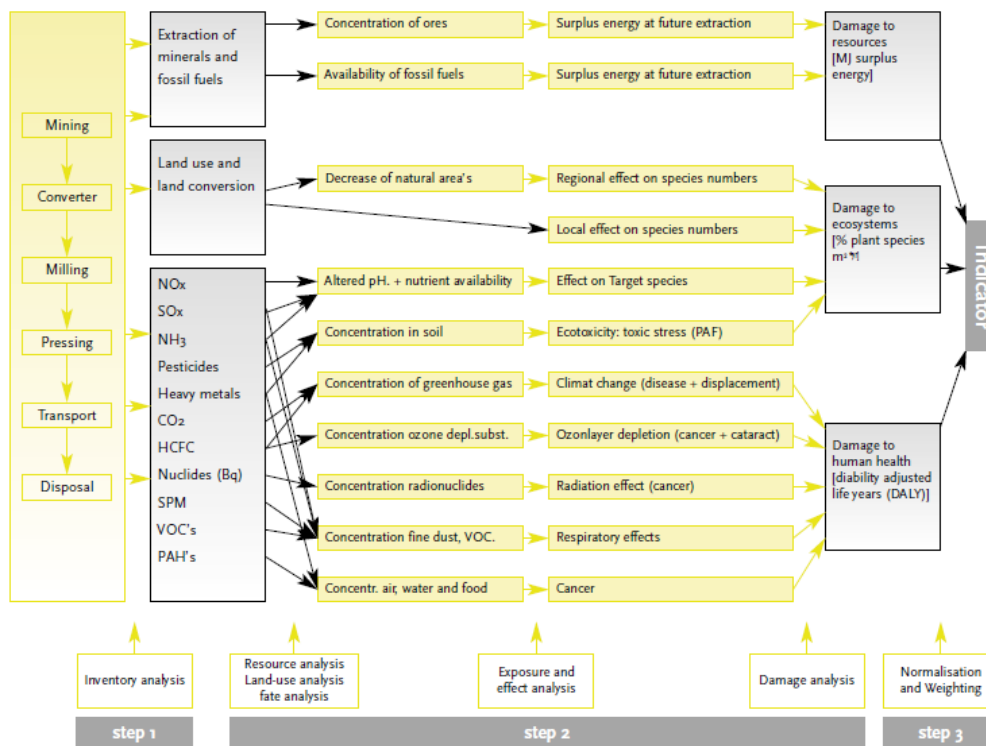 Mining
Converter
Milling
Pressing
Transport
Disposal
Extraction of
minerals and
fossil fuels
Land use and
land conversion
NOx
SOx
NH3
Pesticides
Heavy metals
CO2
HCFC
Nuclides (Bq)
SPM
VOC's
PAH's
Concentration of ores
Availability of fossil fuels
Decrease of natural area's
Altered pH. + nutrient availability
Concentration in soil
Concentration of greenhouse gas
Concentration ozone depl.subst.
Concentration radionuclides
Concentration fine dust, VOC.
Concentr. air, water and food
Surplus energy at future extraction
Surplus energy at future extraction
Regional effect on species numbers
Local effect on species numbers
Effect on Target species
Ecotoxicity: toxic stress (PAF)
Climat change (disease + displacement)
Ozonlayer depletion (cancer + cataract)
Radiation effect (cancer)
Respiratory effects
Cancer
Damage to
resources
[MJ surplus
energy]
Damage to
ecosystems
[% plant species
Damage to
human health
[diability adjusted
life years (DALY)]
Indicator
Inventory analysis
Resource analysis
Land-use analysis
fate analysis
Exposure and
effect analysis
Damage analysis
Normalisation
and Weighting
step 1
step 2
step 3